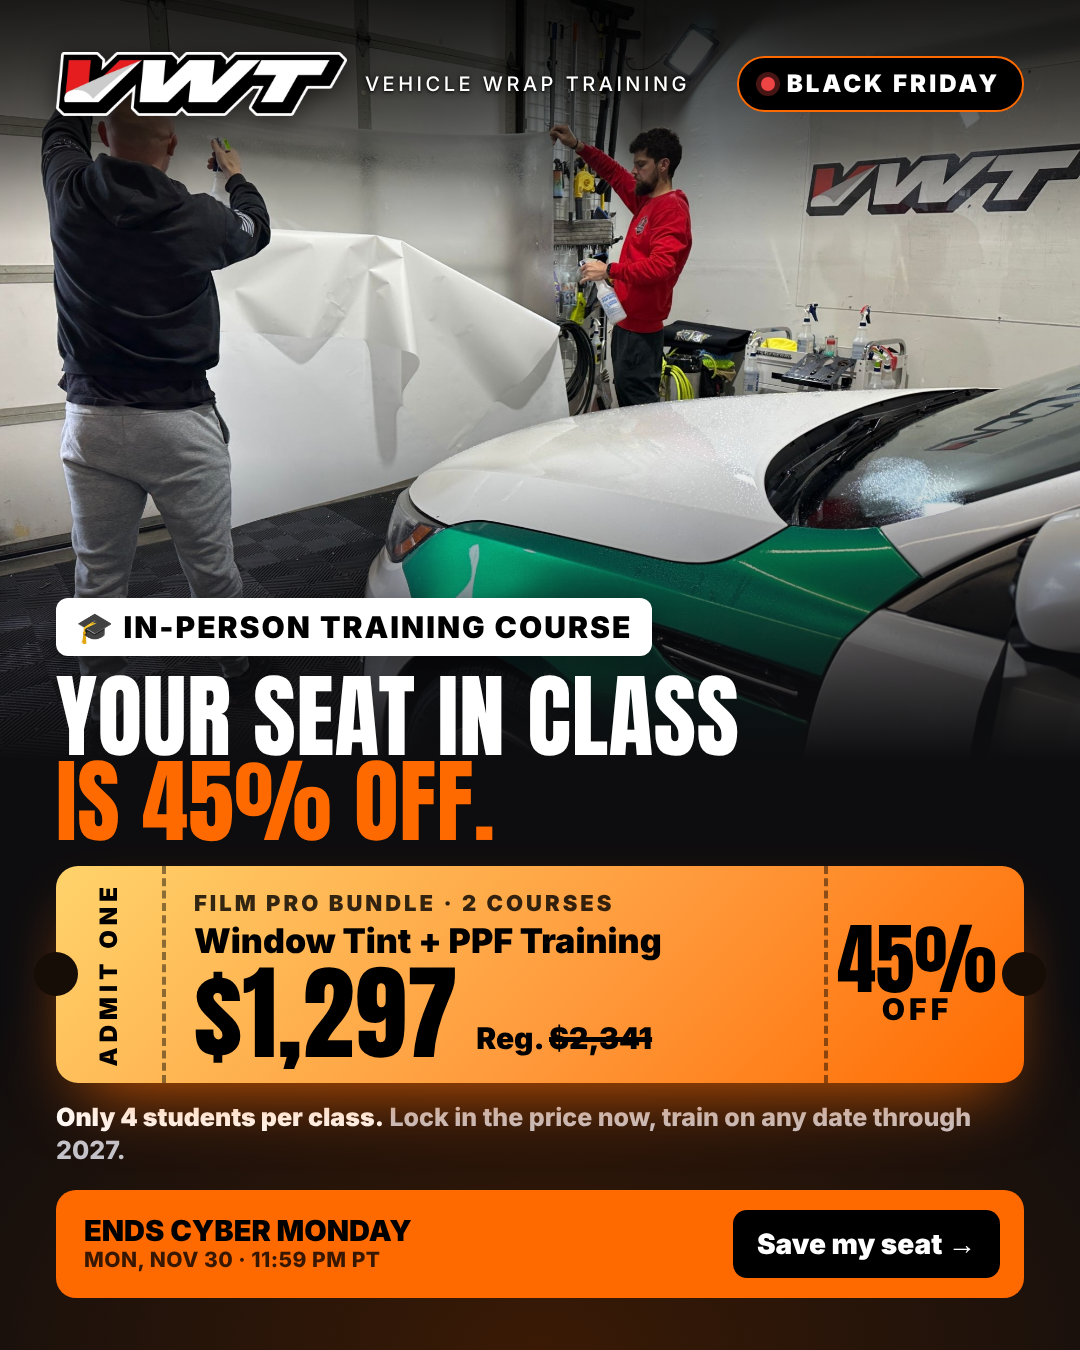 VWT VEHICLE WRAP TRAINING
BLACK FRIDAY
VWT
🎓 IN-PERSON TRAINING COURSE
YOUR SEAT IN CLASS
IS 45% OFF.
ADMIT ONE
FILM PRO BUNDLE · 2 COURSES
Window Tint + PPF Training
$1,297 Reg. $2,341
45%
OFF
Only 4 students per class. Lock in the price now, train on any date through
2027.
ENDS CYBER MONDAY
MON, NOV 30 · 11:59 PM PT
Save my seat →